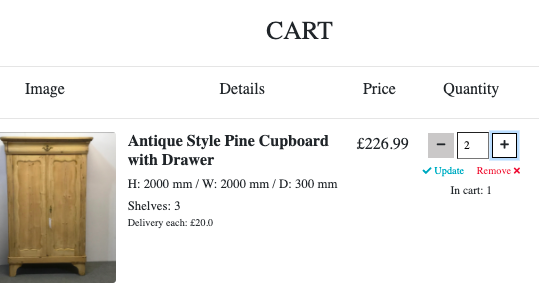 CART
Image Details Price Quantity
Antique Style Pine Cupboard
with Drawer
£226.99
− 2 +
H: 2000 mm / W: 2000 mm / D: 300 mm
✔ Update Remove ✖
Shelves: 3
In cart: 1
Delivery each: £20.0